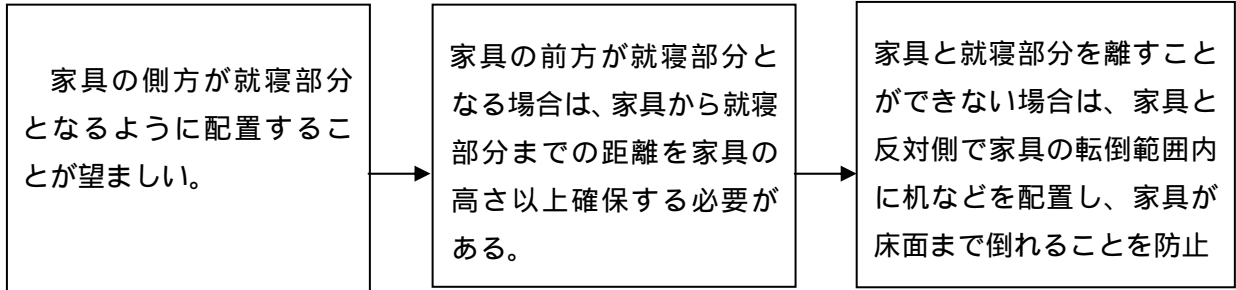 家具の側方が就寝部分
となるように配置するこ
とが望ましい。
家具の前方が就寝部分と
なる場合は、家具から就寝
部分までの距離を家具の
高さ以上確保する必要が
ある。
家具と就寝部分を離すこと
ができない場合は、家具と
反対側で家具の転倒範囲内
に机などを配置し、家具が
床面まで倒れることを防止